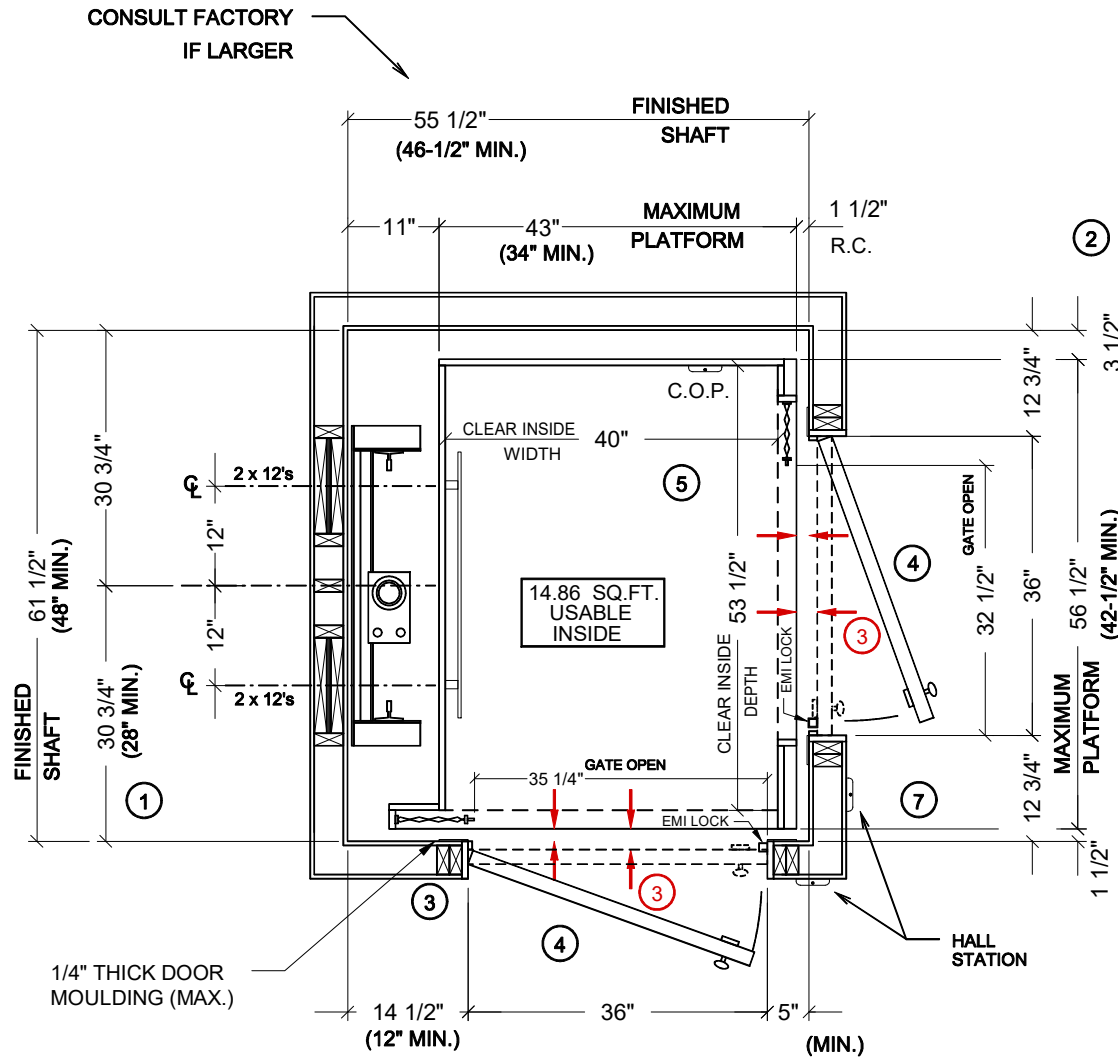 CONSULT FACTORY
IF LARGER
55 1/2"
(46-1/2" MIN.)
FINISHED
SHAFT
11"
43"
(34" MIN.)
MAXIMUM
PLATFORM
1 1/2"
R.C.
2
3 1/2"
12 3/4"
C.O.P.
CLEAR INSIDE
WIDTH
40"
30 3/4"
CL
2 x 12's
5
GATE OPEN
12"
4
61 1/2"
(48" MIN.)
14.86 SQ.FT.
USABLE
INSIDE
53 1/2"
32 1/2"
36"
56 1/2"
(42-1/2" MIN.)
3
12"
CL
2 x 12's
EMI LOCK
CLEAR INSIDE
DEPTH
30 3/4"
(28" MIN.)
FINISHED
SHAFT
MAXIMUM
PLATFORM
1
GATE OPEN
35 1/4"
EMI LOCK
7
12 3/4"
1 1/2"
3
3
4
HALL
STATION
1/4" THICK DOOR
MOULDING (MAX.)
14 1/2"
(12" MIN.)
36"
5"
(MIN.)